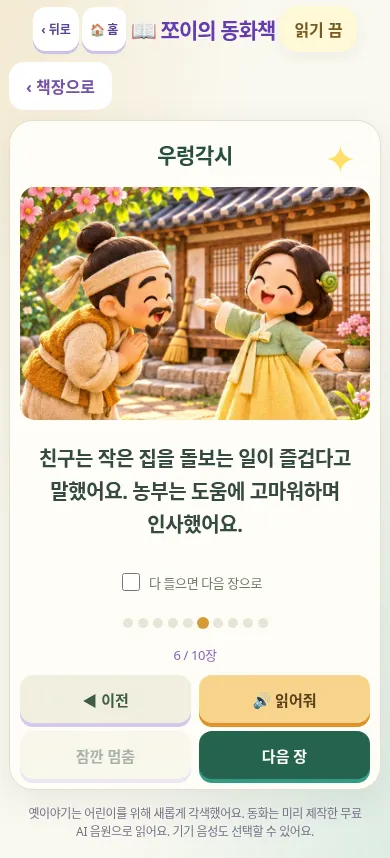 ‹ 뒤로 🏠 홈 📖 쪼이의 동화책 읽기 끔
‹ 책장으로
우렁각시
친구는 작은 집을 돌보는 일이 즐겁다고
말했어요. 농부는 도움에 고마워하며
인사했어요.
다 들으면 다음 장으로
6 / 10장
◀ 이전 🔊 읽어줘
잠깐 멈춤 다음 장
옛이야기는 어린이를 위해 새롭게 각색했어요. 동화는 미리 제작한 무료
AI 음원으로 읽어요. 기기 음성도 선택할 수 있어요.